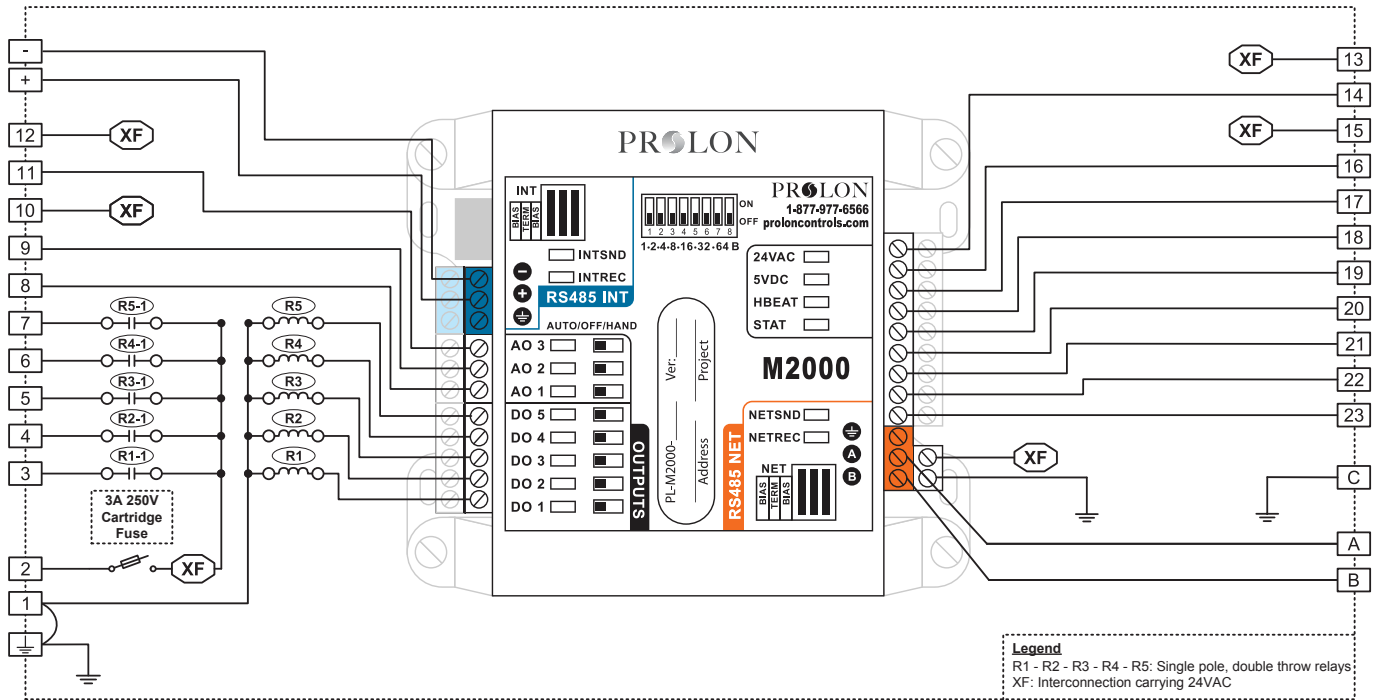 -
+
12 XF
11
10 XF
9
8
7 R5-1 R5
6 R4-1 R4
5 R3-1 R3
4 R2-1 R2
3 R1-1 R1
3A 250V
Cartridge
Fuse
2 XF
1
PROLON
INT
BIAS
TERM
BIAS
INTSND
INTREC
- 
+
RS485 INT
ON
OFF
1 2 3 4 5 6 7 8
1-2-4-8-16-32-64 B
PROLON
1-877-977-6566
proloncontrols.com
24VAC
5VDC
HBEAT
STAT
M2000
AUTO/OFF/HAND
AO 3
AO 2
AO 1
DO 5
DO 4
DO 3
DO 2
DO 1
OUTPUTS
Ver:
PL-M2000-
Project
Address
RS485 NET
NETSND
NETREC
A
B
NET
BIAS
TERM
BIAS
XF 13
14
XF 15
16
17
18
19
20
21
22
23
XF
C
A
B
Legend
R1 - R2 - R3 - R4 - R5: Single pole, double throw relays
XF: Interconnection carrying 24VAC